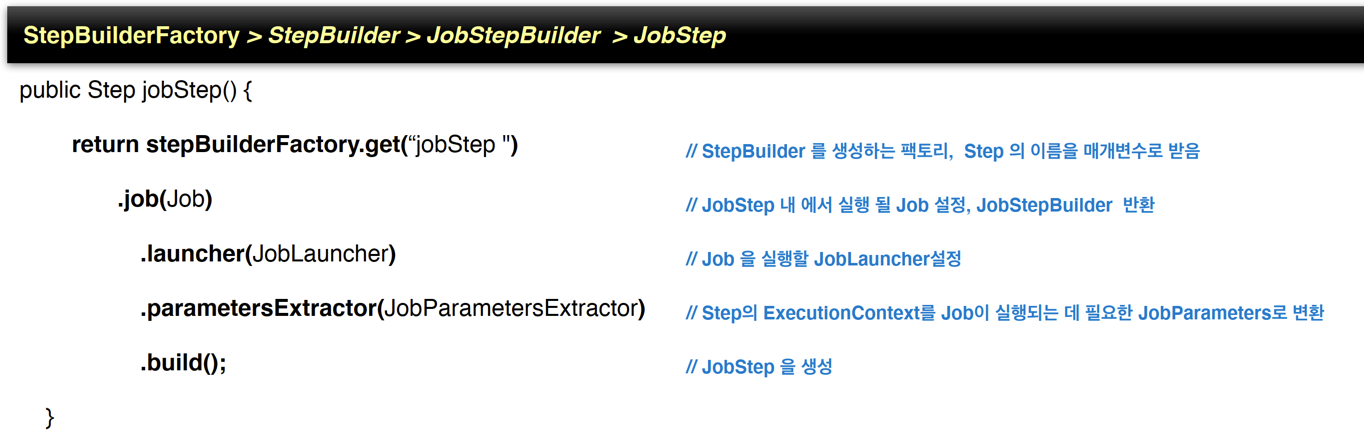 StepBuilderFactory > StepBuilder > JobStepBuilder > JobStep
public Step jobStep() {
return stepBuilderFactory.get(“jobStep ") // StepBuilder 를 생성하는 팩토리, Step 의 이름을 매개변수로 받음
.job(Job) // JobStep 내 에서 실행 될 Job 설정, JobStepBuilder 반환
.launcher(JobLauncher) // Job 을 실행할 JobLauncher설정
.parametersExtractor(JobParametersExtractor) // Step의 ExecutionContext를 Job이 실행되는 데 필요한 JobParameters로 변환
.build(); // JobStep 을 생성
}